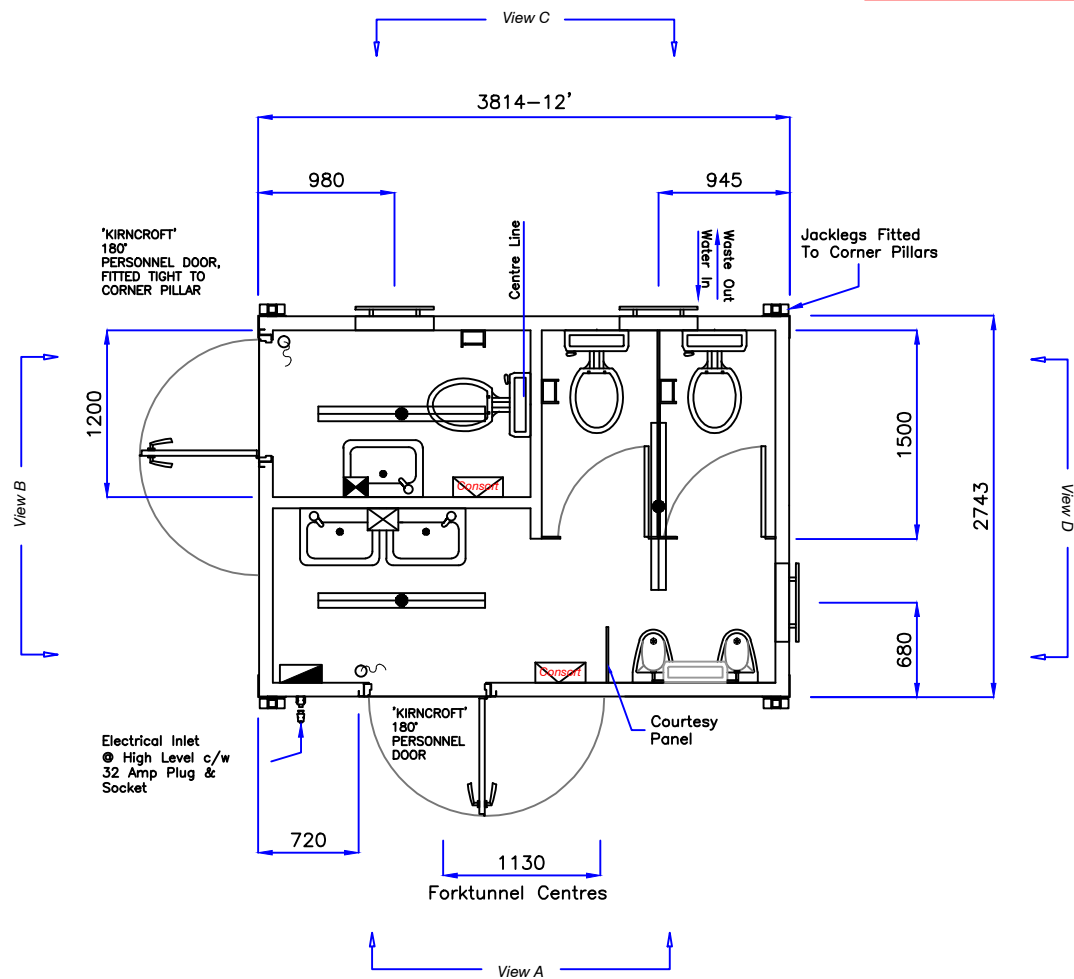 View C
3814-12'
980
945
'KIRNCROFT'
180°
PERSONNEL DOOR,
FITTED TIGHT TO
CORNER PILLAR
Centre Line
Water In
Waste Out
Jacklegs Fitted
To Corner Pillars
1200
1500
2743
View B
View D
Consort
680
Consort
'KIRNCROFT'
180°
PERSONNEL
DOOR
Courtesy
Panel
Electrical Inlet
@ High Level c/w
32 Amp Plug &
Socket
720
1130
Forktunnel Centres
View A